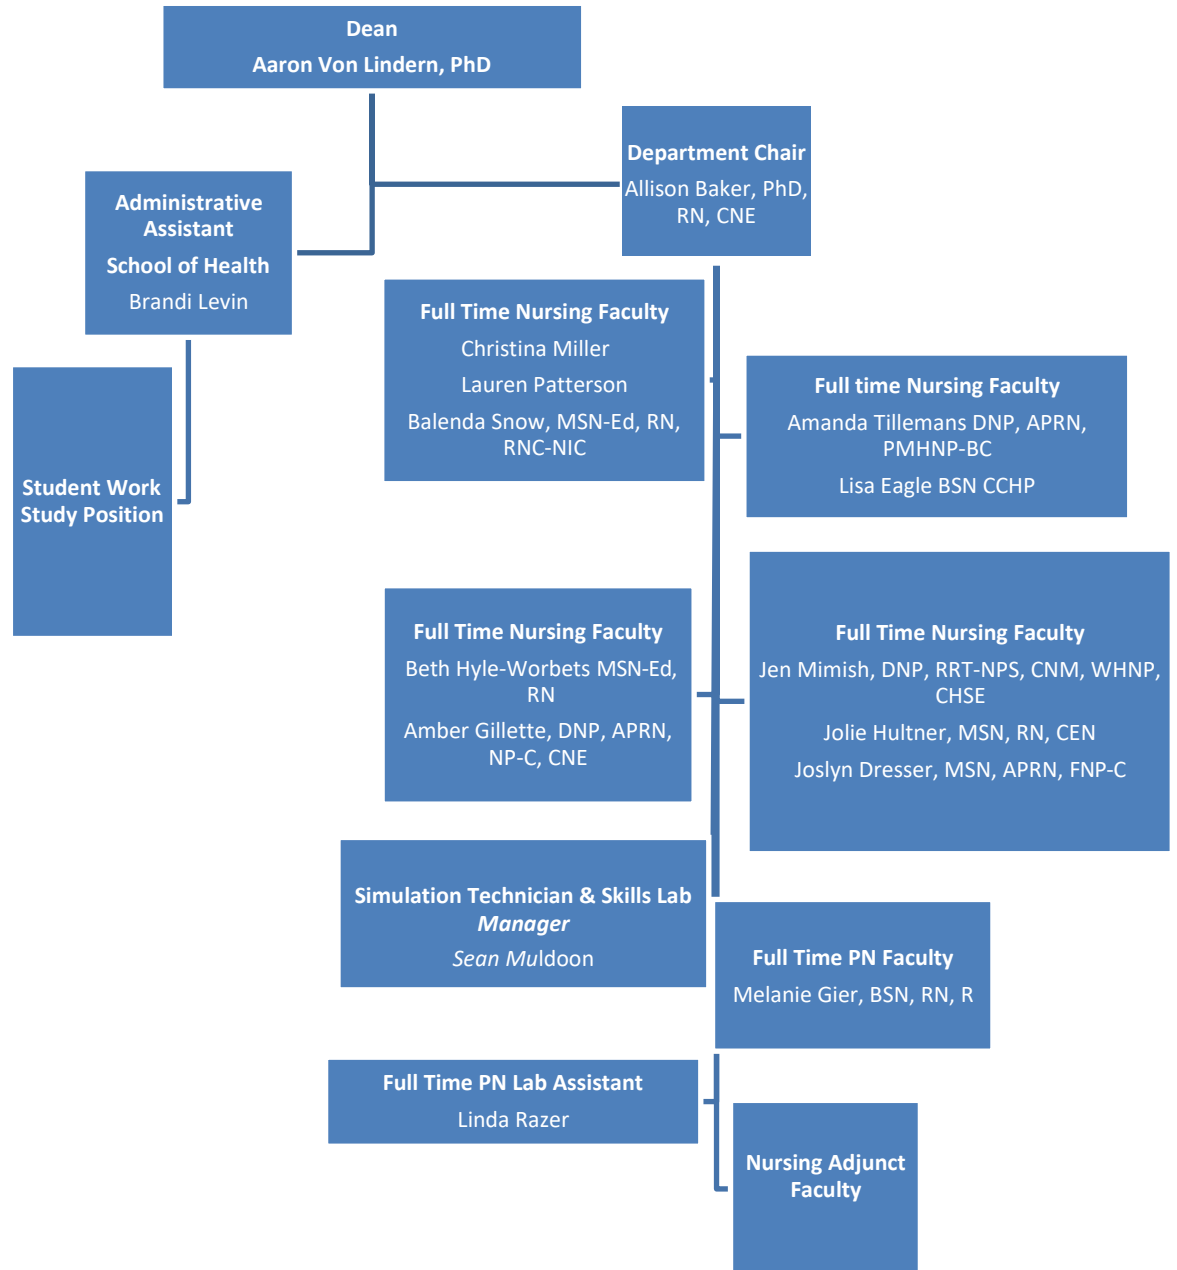 Dean
Aaron Von Lindern, PhD
Department Chair
Allison Baker, PhD,
RN, CNE
Administrative
Assistant
School of Health
Brandi Levin
Student Work
Study Position
Full Time Nursing Faculty
Christina Miller
Lauren Patterson
Balenda Snow, MSN-Ed, RN,
RNC-NIC
Full time Nursing Faculty
Amanda Tillemans DNP, APRN,
PMHNP-BC
Lisa Eagle BSN CCHP
Full Time Nursing Faculty
Beth Hyle-Worbets MSN-Ed,
RN
Amber Gillette, DNP, APRN,
NP-C, CNE
Full Time Nursing Faculty
Jen Mimish, DNP, RRT-NPS, CNM, WHNP,
CHSE
Jolie Hultner, MSN, RN, CEN
Joslyn Dresser, MSN, APRN, FNP-C
Simulation Technician & Skills Lab
Manager
Sean Muldoon
Full Time PN Faculty
Melanie Gier, BSN, RN, R
Full Time PN Lab Assistant
Linda Razer
Nursing Adjunct
Faculty